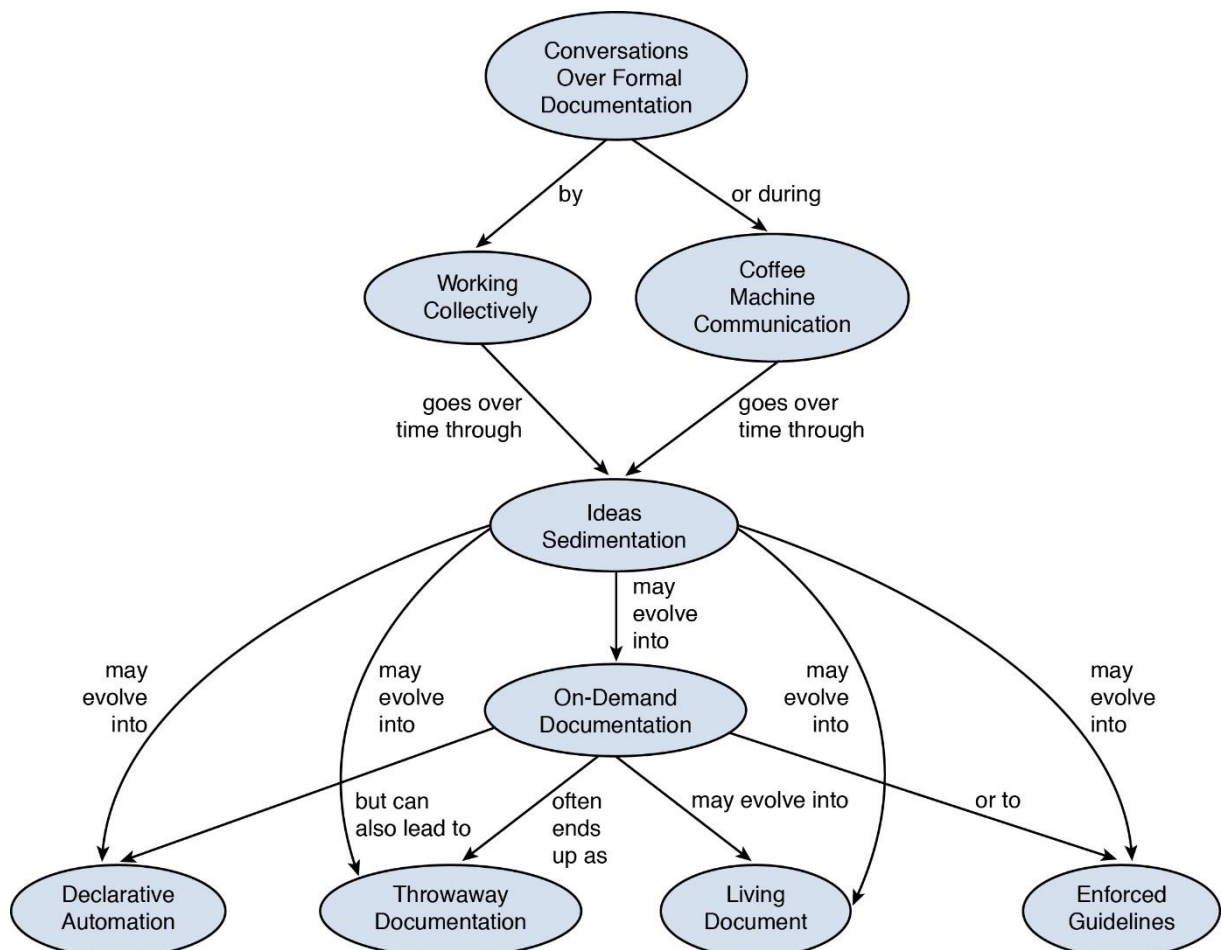 Conversations
Over Formal
Documentation
by
or during
Working
Collectively
Coffee
Machine
Communication
goes over
time through
goes over
time through
Ideas
Sedimentation
may
evolve
into
may
evolve
into
may
evolve
into
may
evolve
into
may
evolve
into
On-Demand
Documentation
but can
also lead to
often
ends
up as
may evolve into
or to
Declarative
Automation
Throwaway
Documentation
Living
Document
Enforced
Guidelines